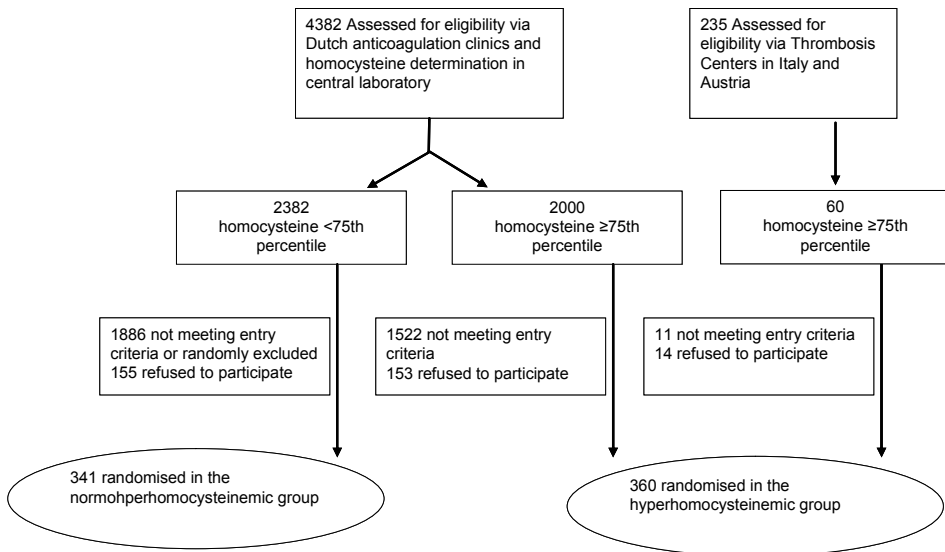 4382 Assessed for eligibility via
Dutch anticoagulation clinics and
homocysteine determination in
central laboratory
235 Assessed for
eligibility via Thrombosis
Centers in Italy and
Austria
2382
homocysteine <75th
percentile
2000
homocysteine ≥75th
percentile
60
homocysteine ≥75th
percentile
1886 not meeting entry
criteria or randomly excluded
155 refused to participate
1522 not meeting entry
criteria
153 refused to participate
11 not meeting entry criteria
14 refused to participate
341 randomised in the
normohperhomocysteinemic group
360 randomised in the
hyperhomocysteinemic group